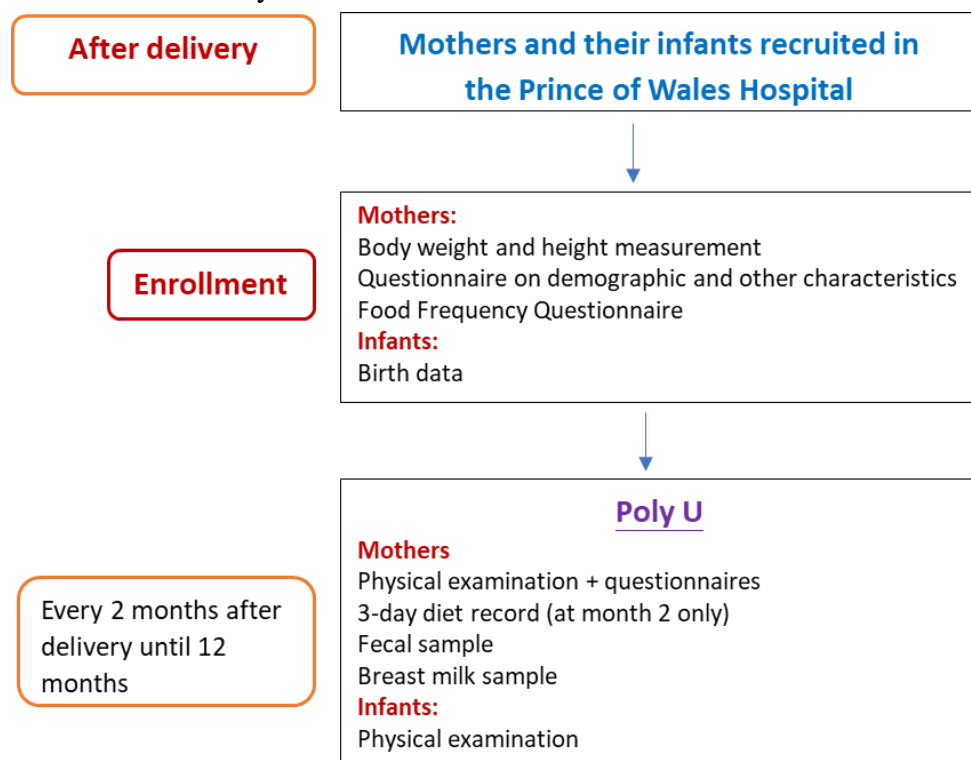 After delivery
Mothers and their infants recruited in
the Prince of Wales Hospital
Enrollment
Mothers:
Body weight and height measurement
Questionnaire on demographic and other characteristics
Food Frequency Questionnaire
Infants:
Birth data
Every 2 months after
delivery until 12
months
Poly U
Mothers
Physical examination + questionnaires
3-day diet record (at month 2 only)
Fecal sample
Breast milk sample
Infants:
Physical examination